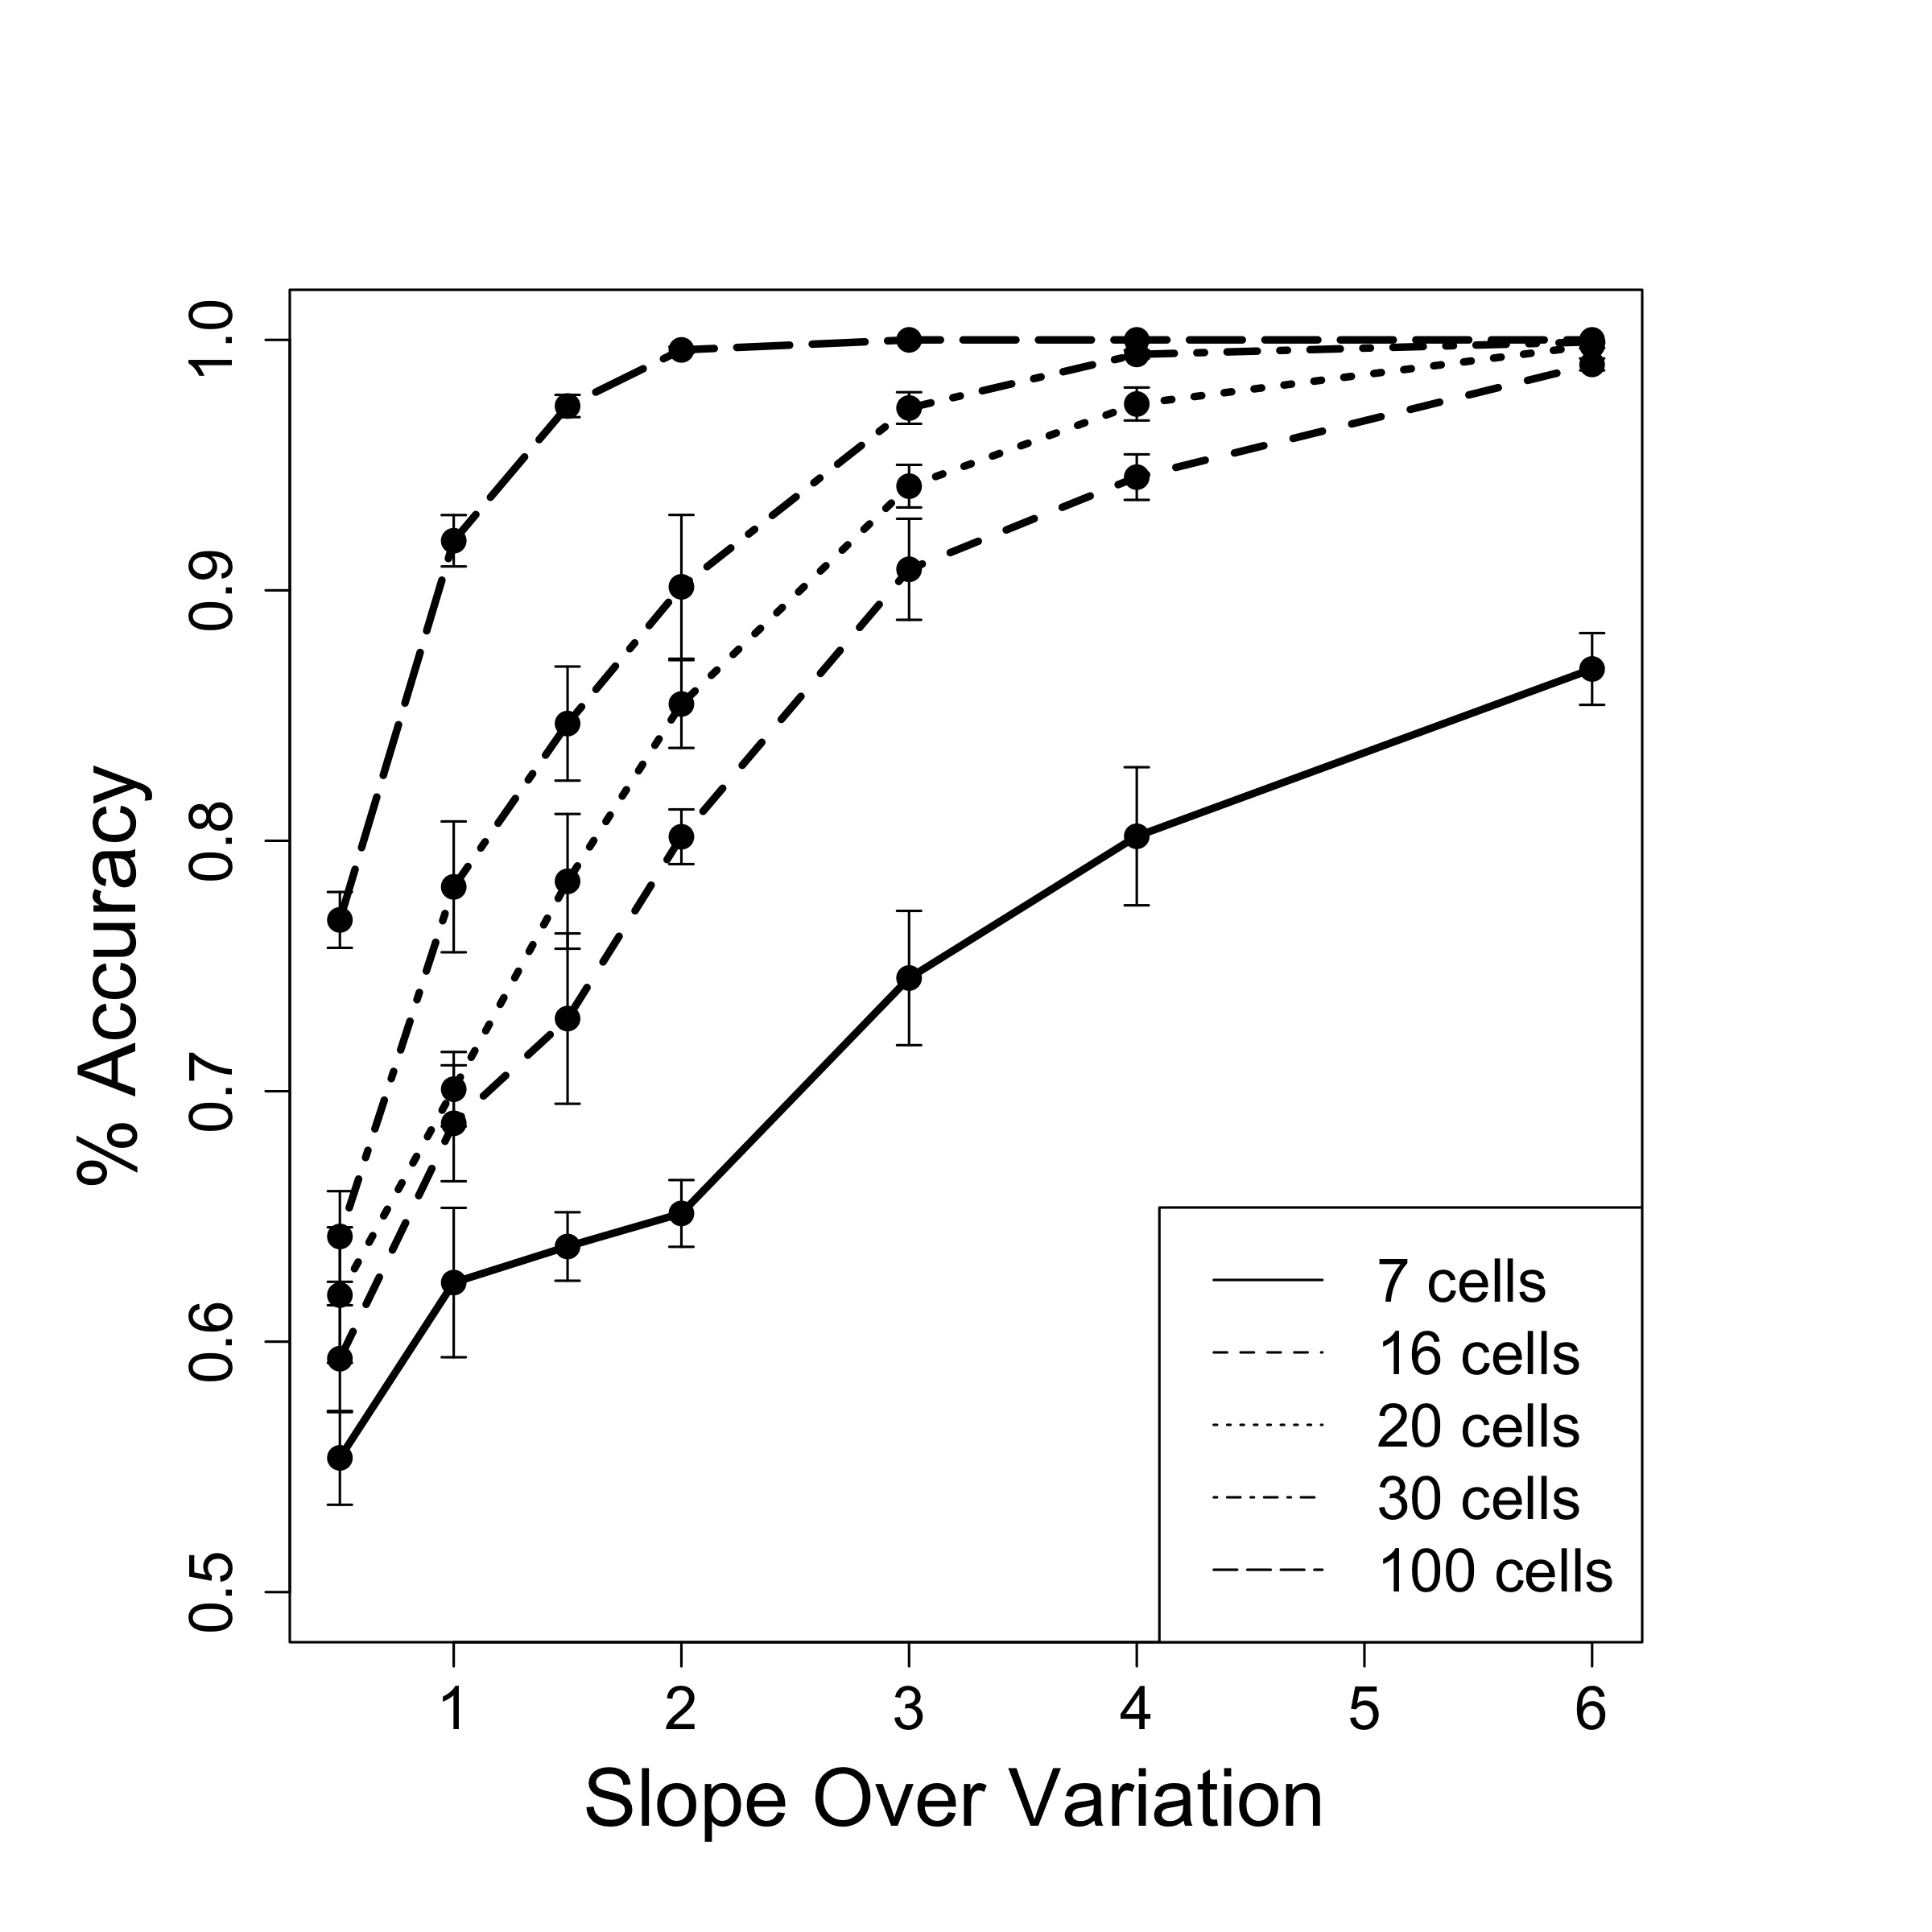 % Accuracy
1.0
0.9
0.8
0.7
0.6
0.5
7 cells
16 cells
20 cells
30 cells
100 cells
1 2 3 4 5 6
Slope Over Variation